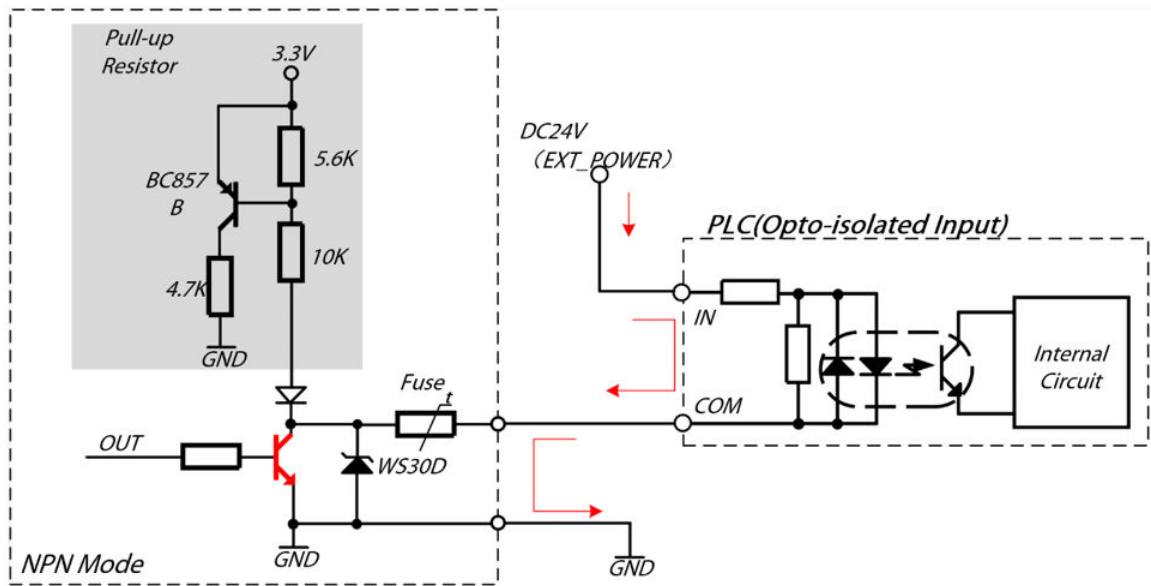 Pull-up
Resistor
3.3V
5.6K
BC857
B
10K
4.7K
GND
DC24V
（EXT_POWER）
PLC(Opto-isolated Input)
IN
Internal
Circuit
COM
Fuse
t
OUT
WS30D
GND
GND
NPN Mode